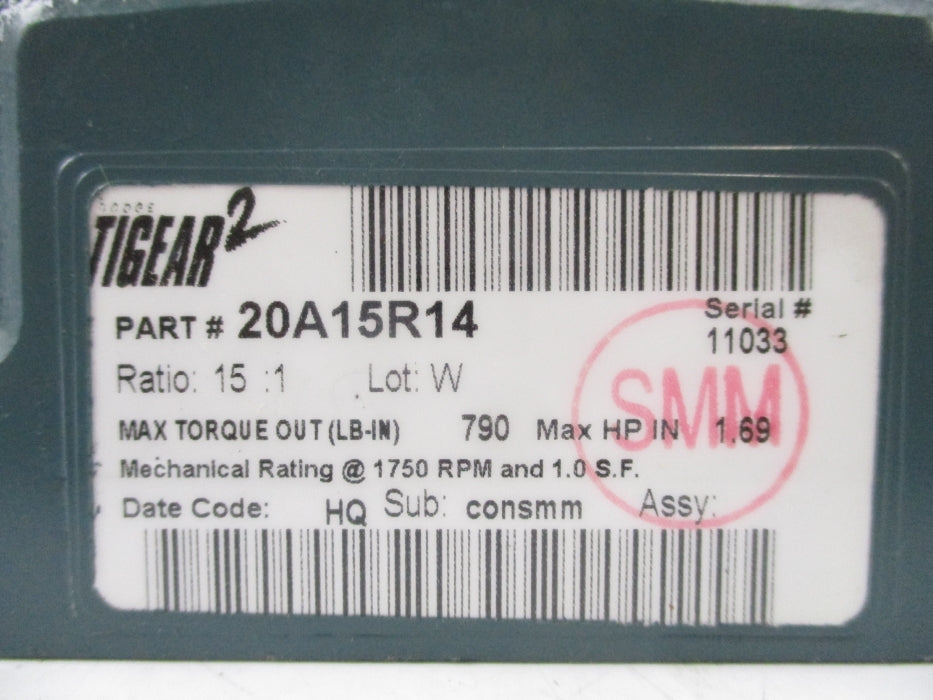 DODGE
TIGEAR2
PART # 20A15R14
Serial #
11033
Ratio: 15 :1 Lot: W
SMM
MAX TORQUE OUT (LB-IN) 790 Max HP IN 1.69
Mechanical Rating @ 1750 RPM and 1.0 S.F.
Date Code: HQ Sub: consmm Assy: